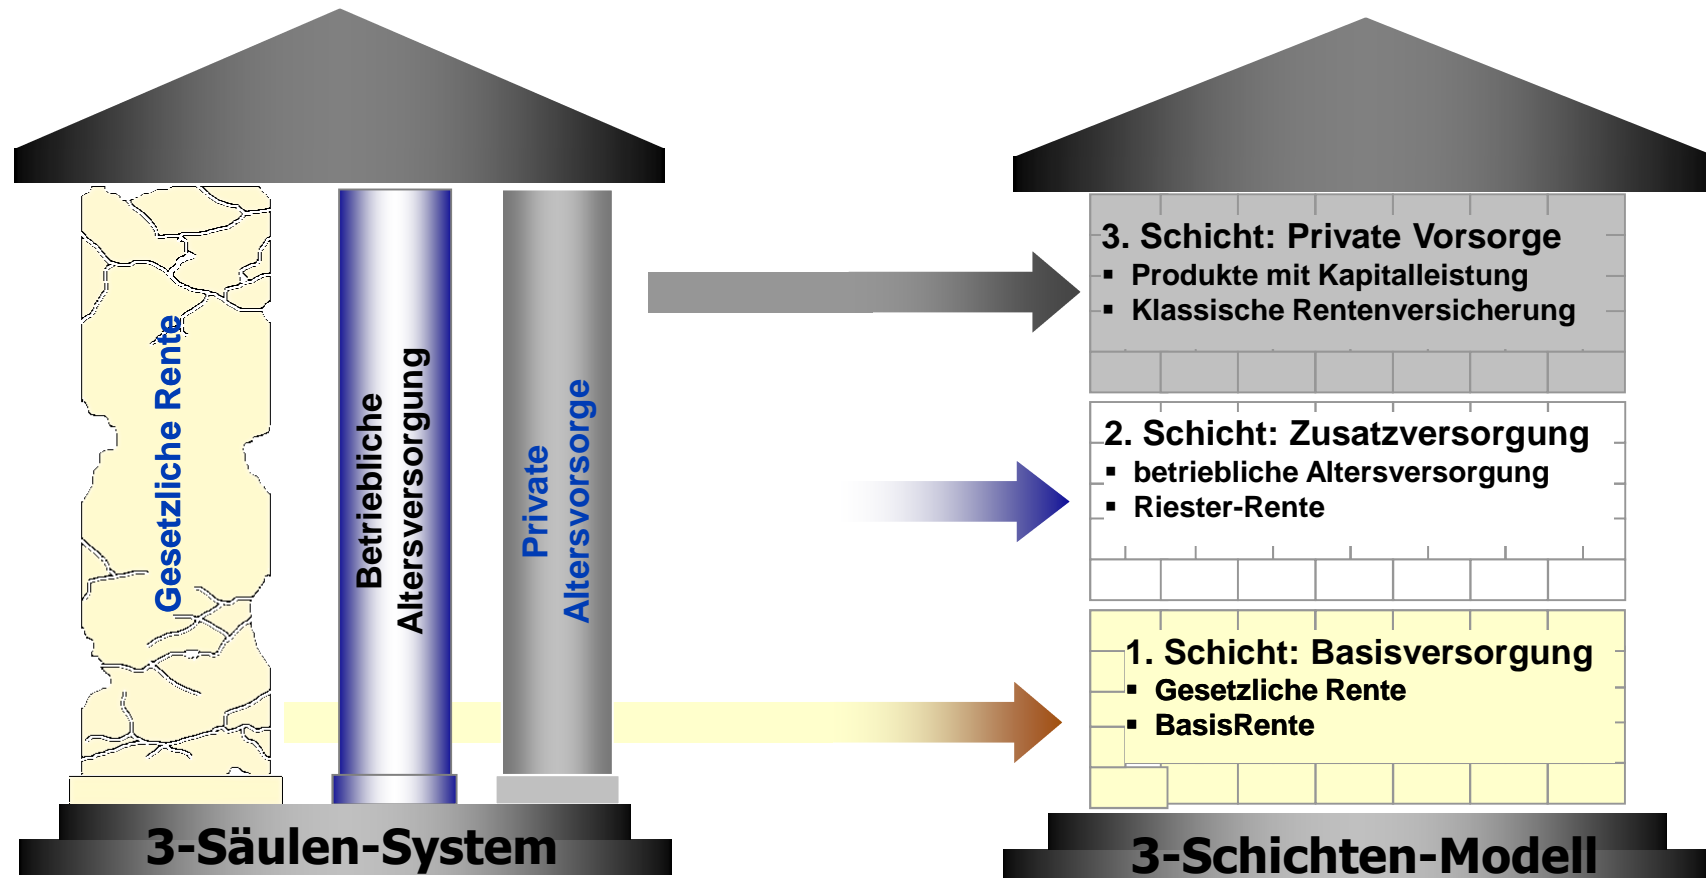 Gesetzliche Rente
Betriebliche
Altersversorgung
Private
Altersvorsorge
3-Säulen-System
3. Schicht: Private Vorsorge
▪ Produkte mit Kapitalleistung
▪ Klassische Rentenversicherung
2. Schicht: Zusatzversorgung
▪ betriebliche Altersversorgung
▪ Riester-Rente
1. Schicht: Basisversorgung
▪ Gesetzliche Rente
▪ BasisRente
3-Schichten-Modell